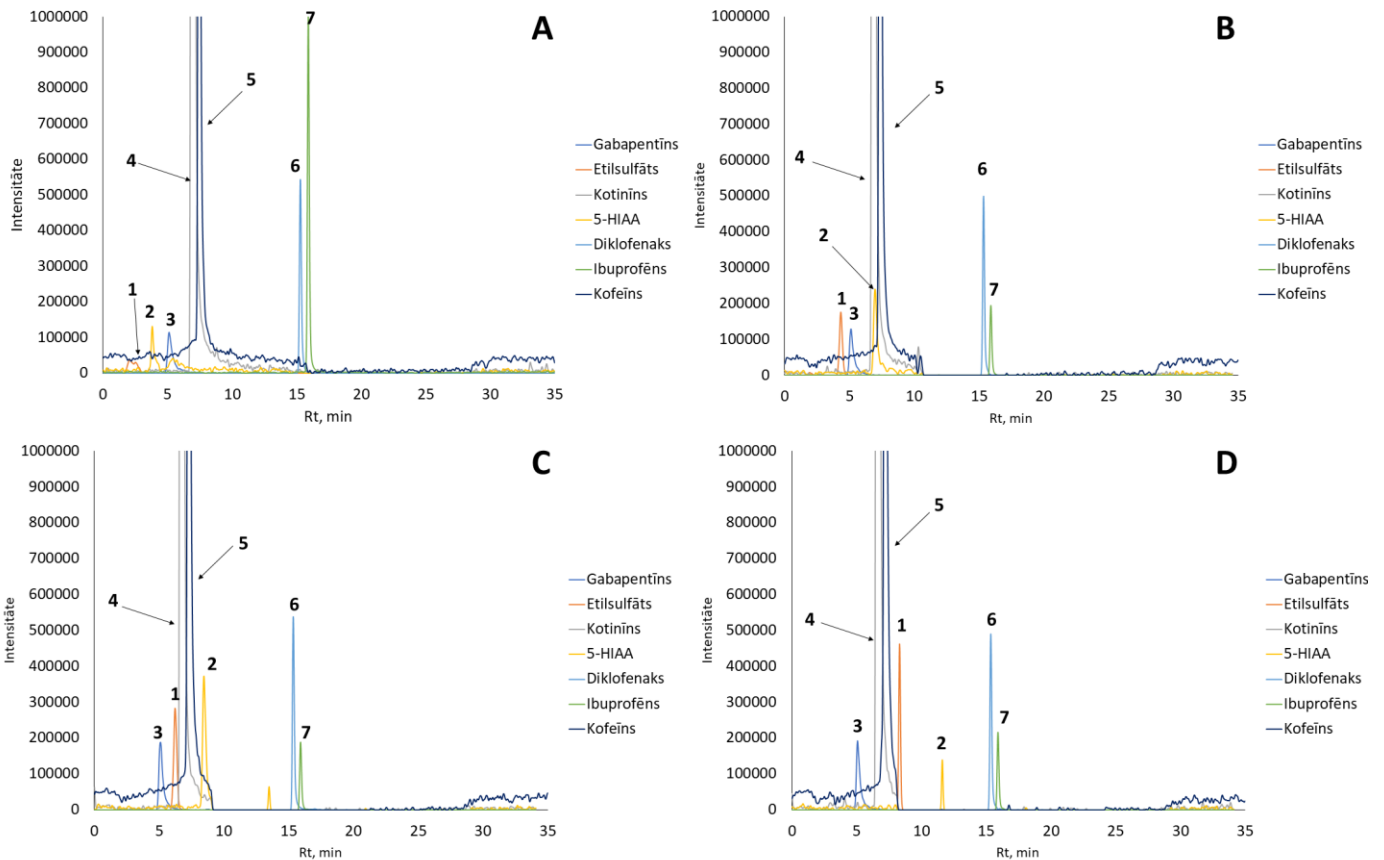 A
1000000
900000
800000
700000
600000
500000
400000
300000
200000
100000
0
Intensitāte
0 5 10 15 20 25 30 35
Rt, min
1
2
3
4
5
6
7
Gabapentīns
Etilsulfāts
Kotinīns
5-HIAA
Diklofenaks
Ibuprofēns
Kofeīns
B
1000000
900000
800000
700000
600000
500000
400000
300000
200000
100000
0
Intensitāte
0 5 10 15 20 25 30 35
Rt, min
1
3
2
4
5
6
7
Gabapentīns
Etilsulfāts
Kotinīns
5-HIAA
Diklofenaks
Ibuprofēns
Kofeīns
C
1000000
900000
800000
700000
600000
500000
400000
300000
200000
100000
0
Intensitāte
0 5 10 15 20 25 30 35
Rt, min
3
1
4
5
2
6
7
Gabapentīns
Etilsulfāts
Kotinīns
5-HIAA
Diklofenaks
Ibuprofēns
Kofeīns
D
1000000
900000
800000
700000
600000
500000
400000
300000
200000
100000
0
Intensitāte
0 5 10 15 20 25 30 35
Rt, min
3
4
5
1
2
6
7
Gabapentīns
Etilsulfāts
Kotinīns
5-HIAA
Diklofenaks
Ibuprofēns
Kofeīns